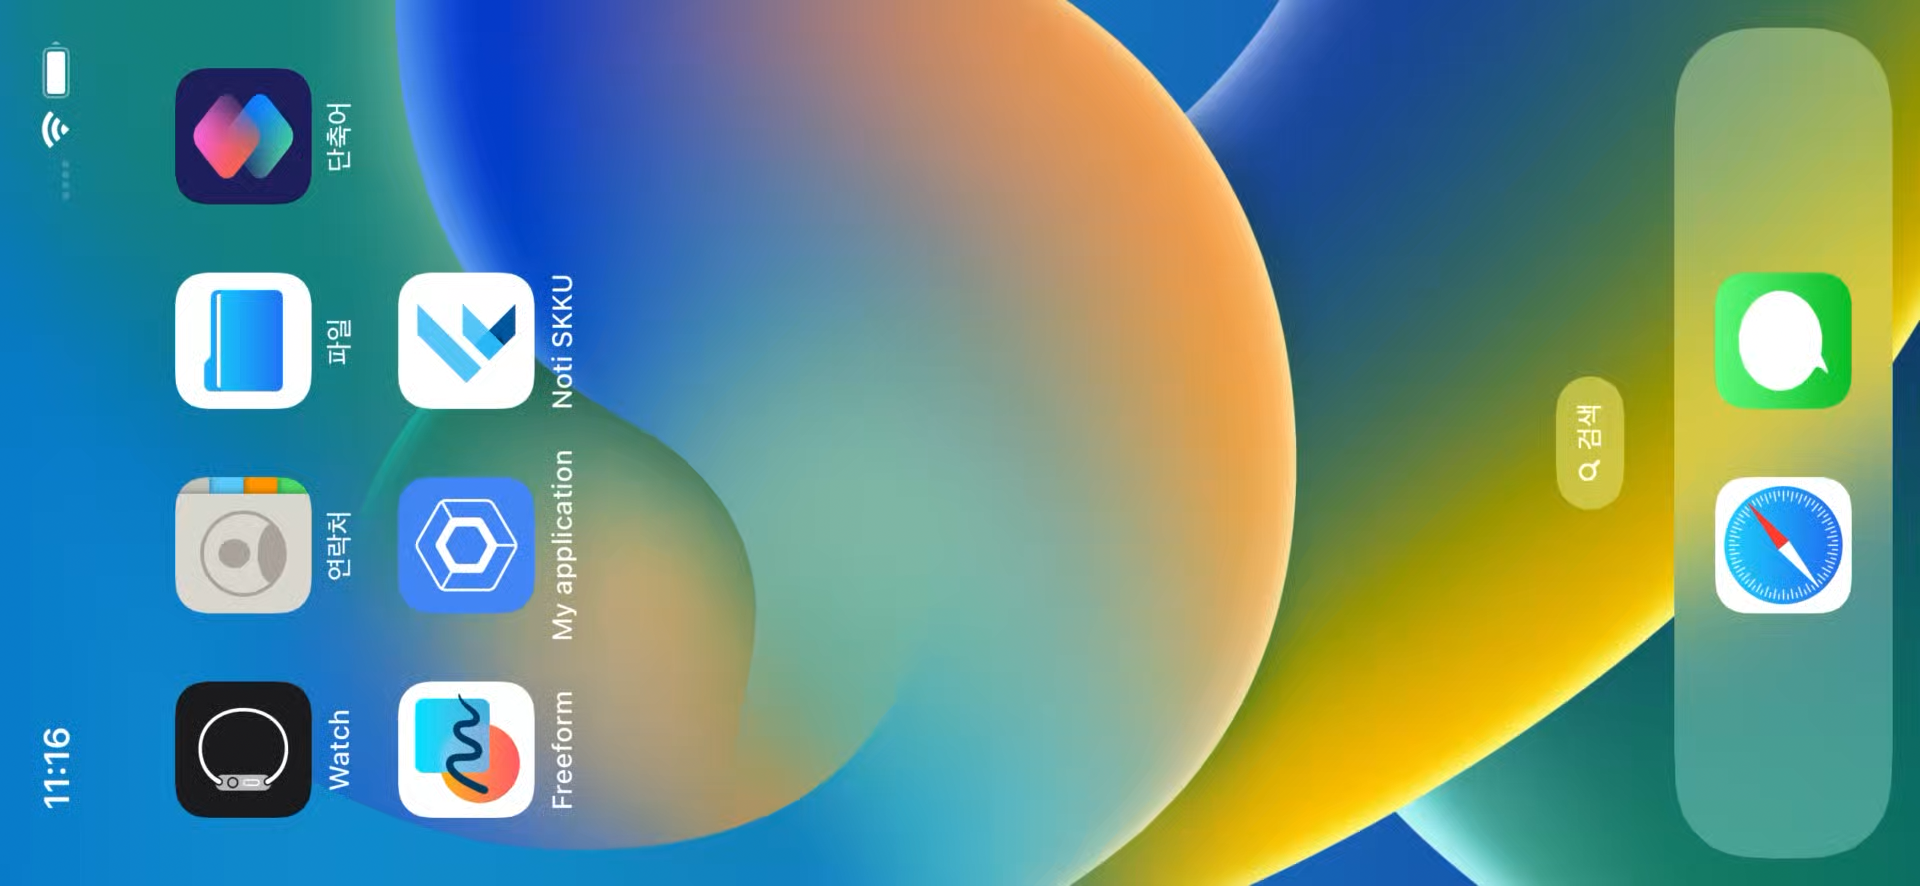 11:16
Watch
연락처
파일
단축어
Freeform
My application
Noti SKKU
검색